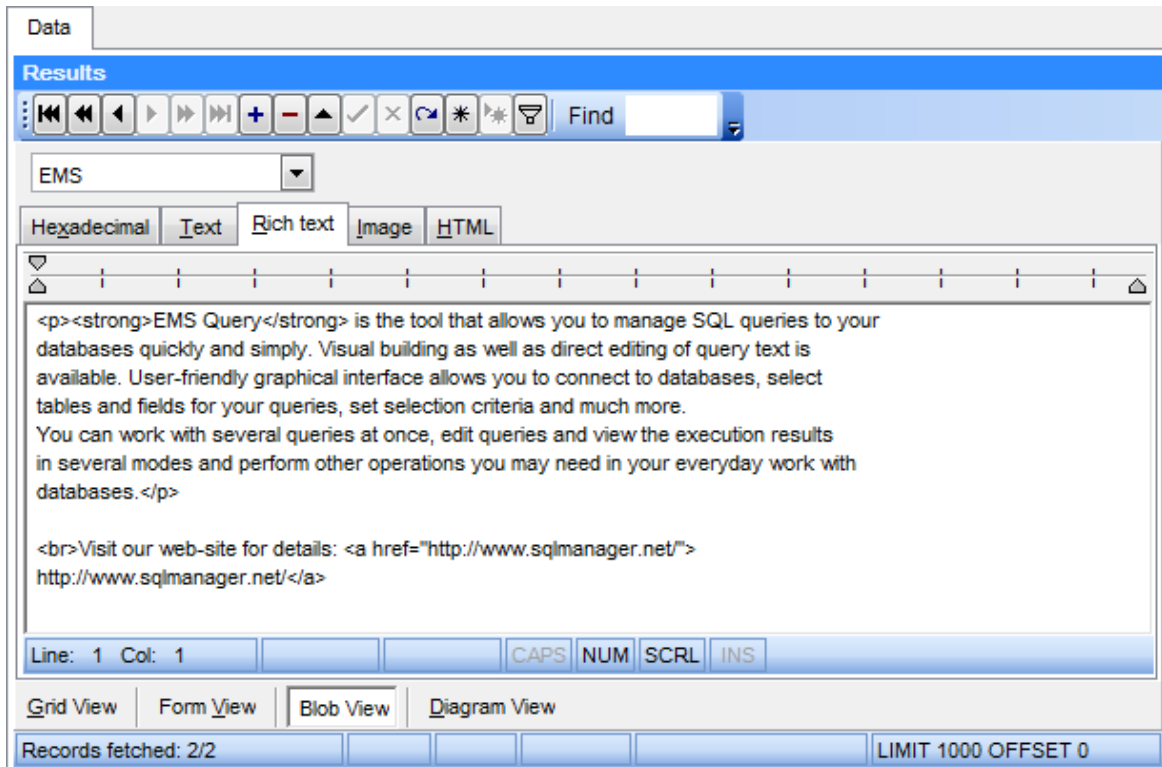 Data
Results
Find
EMS
Hexadecimal Text Rich text Image HTML
<p><strong>EMS Query</strong> is the tool that allows you to manage SQL queries to your
databases quickly and simply. Visual building as well as direct editing of query text is
available. User-friendly graphical interface allows you to connect to databases, select
tables and fields for your queries, set selection criteria and much more.
You can work with several queries at once, edit queries and view the execution results
in several modes and perform other operations you may need in your everyday work with
databases.</p>
<br>Visit our web-site for details: <a href="http://www.sqlmanager.net/">
http://www.sqlmanager.net/</a>
Line: 1 Col: 1 CAPS NUM SCRL INS
Grid View Form View Blob View Diagram View
Records fetched: 2/2 LIMIT 1000 OFFSET 0